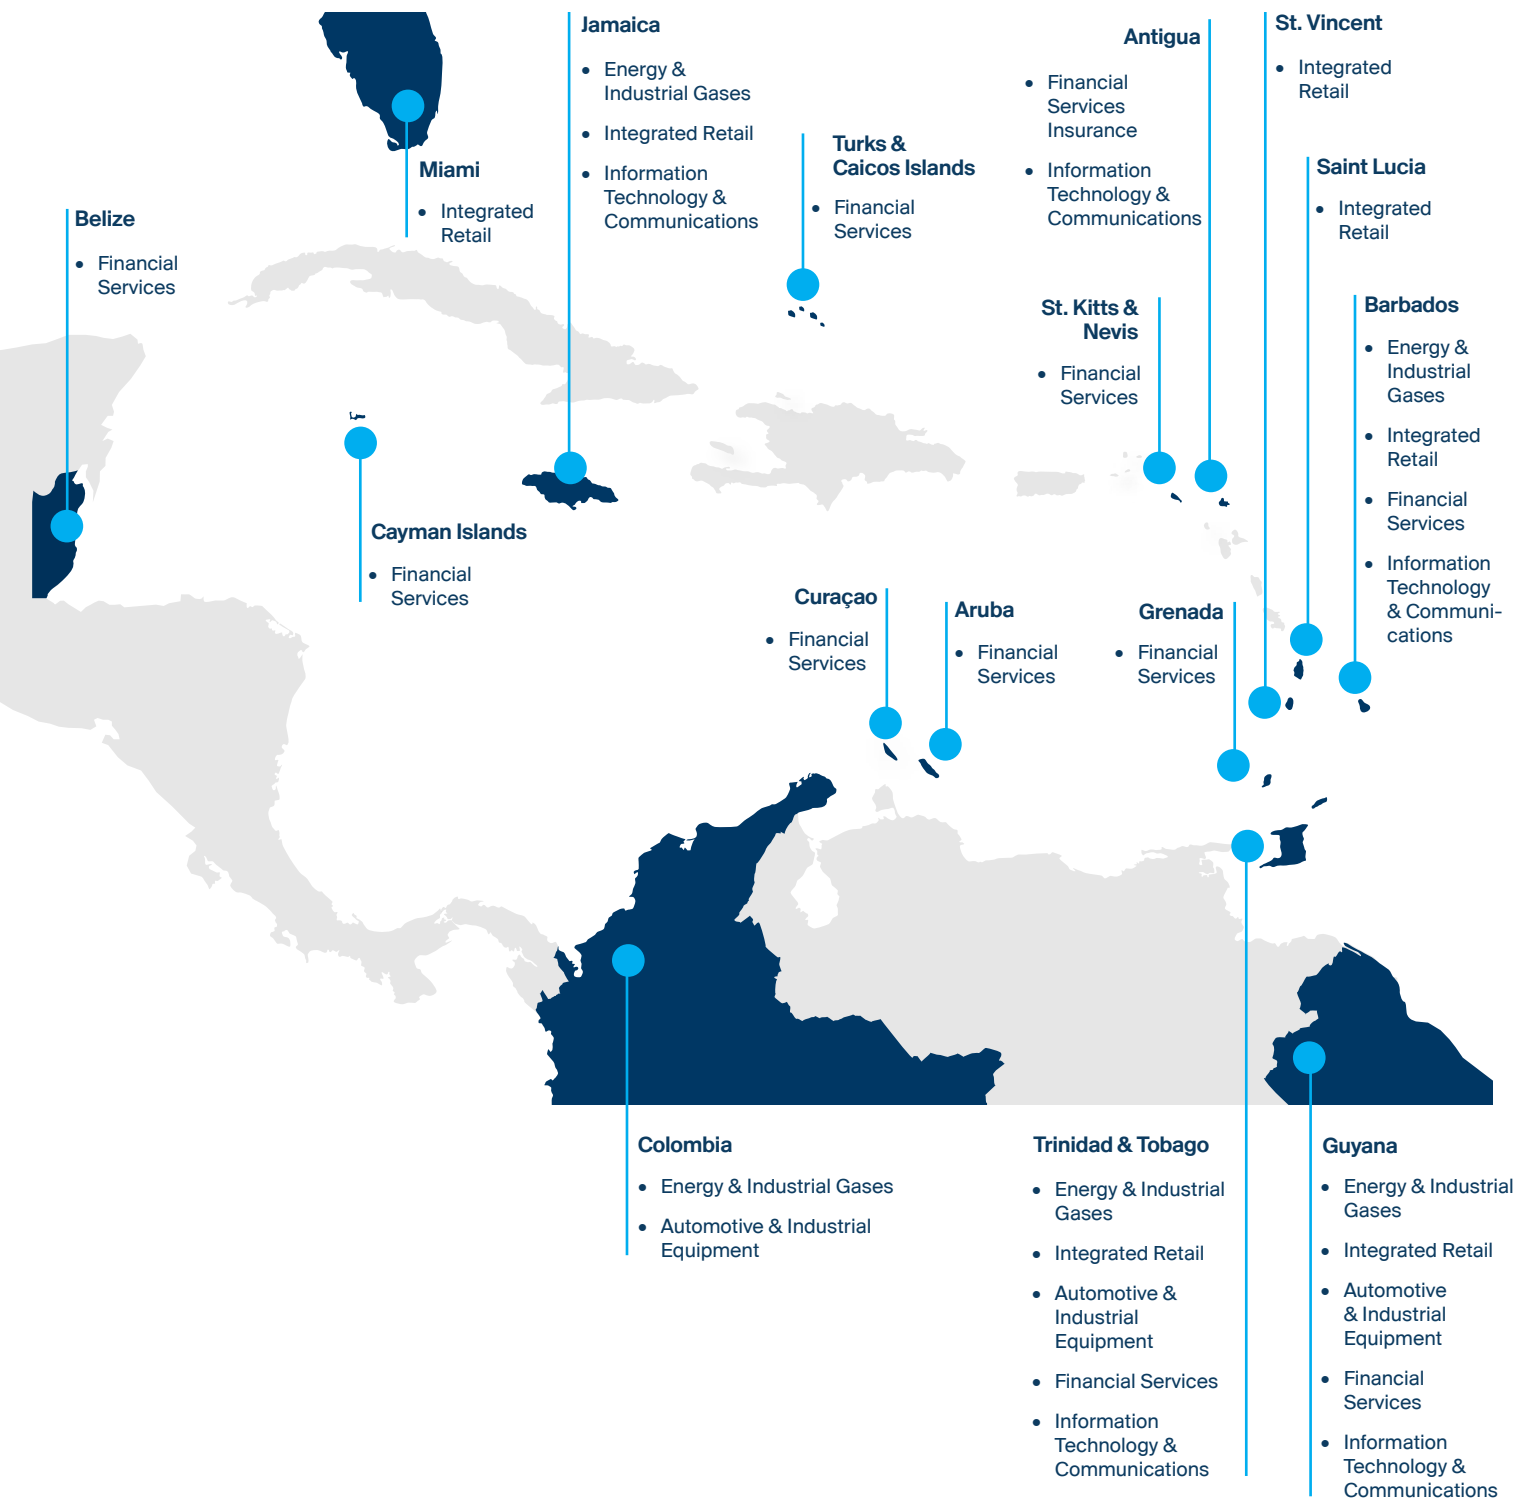 Jamaica
• Energy &
Industrial Gases
• Integrated Retail
• Information
Technology &
Communications
Antigua
• Financial
Services
Insurance
• Information
Technology &
Communications
St. Vincent
• Integrated
Retail
Turks &
Caicos Islands
• Financial
Services
Miami
• Integrated
Retail
Saint Lucia
• Integrated
Retail
Belize
• Financial
Services
St. Kitts &
Nevis
• Financial
Services
Barbados
• Energy &
Industrial
Gases
• Integrated
Retail
• Financial
Services
• Information
Technology
& Communi-
cations
Cayman Islands
• Financial
Services
Curaçao
• Financial
Services
Aruba
• Financial
Services
Grenada
• Financial
Services
Colombia
• Energy & Industrial Gases
• Automotive & Industrial
Equipment
Trinidad & Tobago
• Energy & Industrial
Gases
• Integrated Retail
• Automotive &
Industrial
Equipment
• Financial Services
• Information
Technology &
Communications
Guyana
• Energy & Industrial
Gases
• Integrated Retail
• Automotive
& Industrial
Equipment
• Financial
Services
• Information
Technology &
Communications